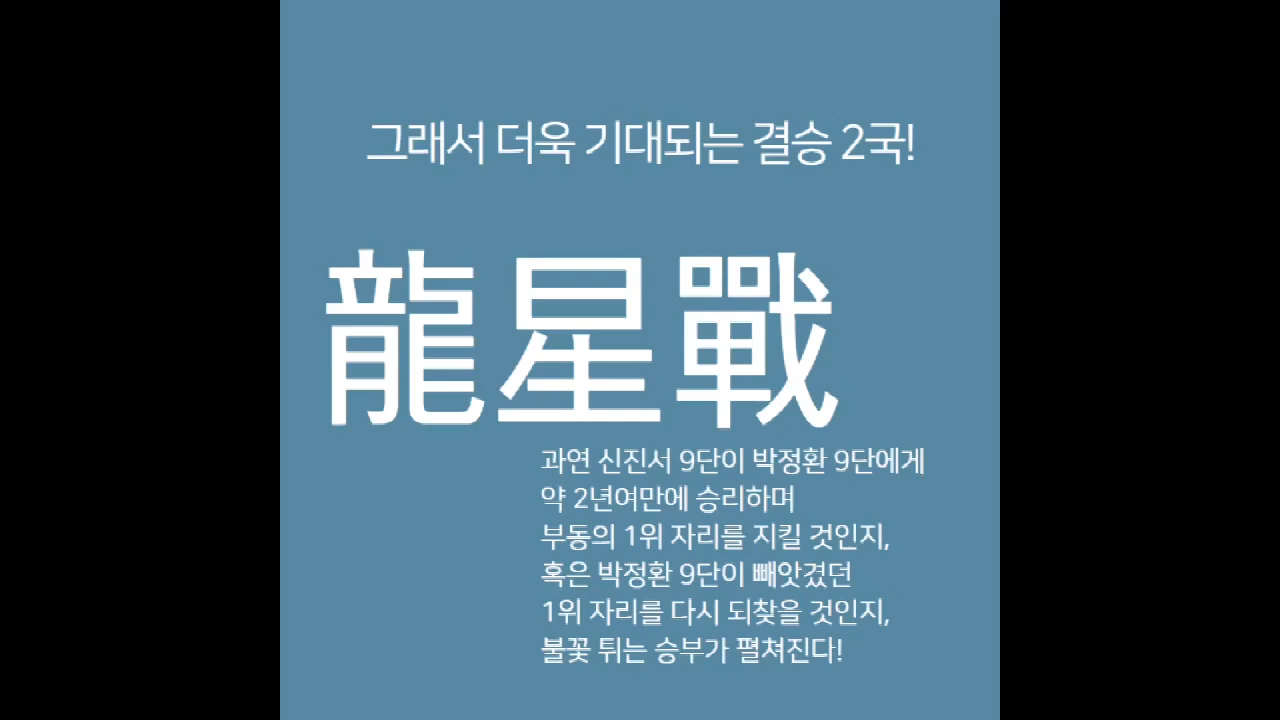 그래서 더욱 기대되는 결승 2국!
龍星戰
과연 신진서 9단이 박정환 9단에게
약 2년여만에 승리하며
부동의 1위 자리를 지킬 것인지,
혹은 박정환 9단이 빼앗겼던
1위 자리를 다시 되찾을 것인지,
불꽃 튀는 승부가 펼쳐진다!